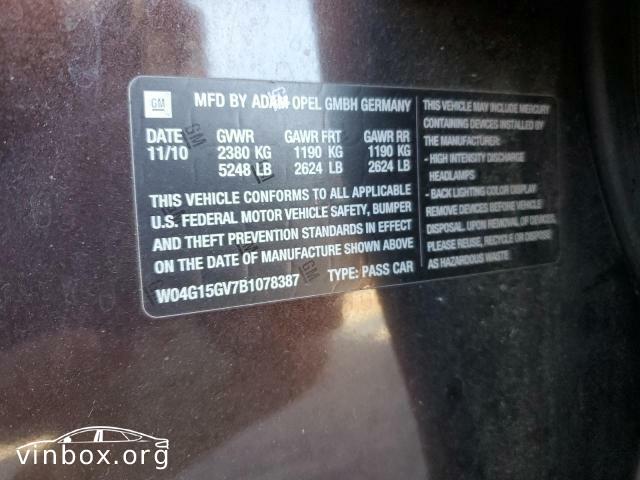 GM
MFD BY ADAM OPEL GMBH GERMANY
DATE GVWR GAWR FRT GAWR RR
11/10 2380 KG 1190 KG 1190 KG
5248 LB 2624 LB 2624 LB
THIS VEHICLE CONFORMS TO ALL APPLICABLE
U.S. FEDERAL MOTOR VEHICLE SAFETY, BUMPER
AND THEFT PREVENTION STANDARDS IN EFFECT
ON THE DATE OF MANUFACTURE SHOWN ABOVE
W04G15GV7B1078387 TYPE: PASS CAR
THIS VEHICLE MAY INCLUDE MERCURY
CONTAINING DEVICES INSTALLED BY
THE MANUFACTURER:
- HIGH INTENSITY DISCHARGE
HEADLAMPS
- BACK LIGHTING COLOR DISPLAY
REMOVE DEVICES BEFORE VEHICLE
DISPOSAL. UPON REMOVAL OF DEVICES,
PLEASE REUSE, RECYCLE OR DISPOSE
AS HAZARDOUS WASTE
vinbox.org